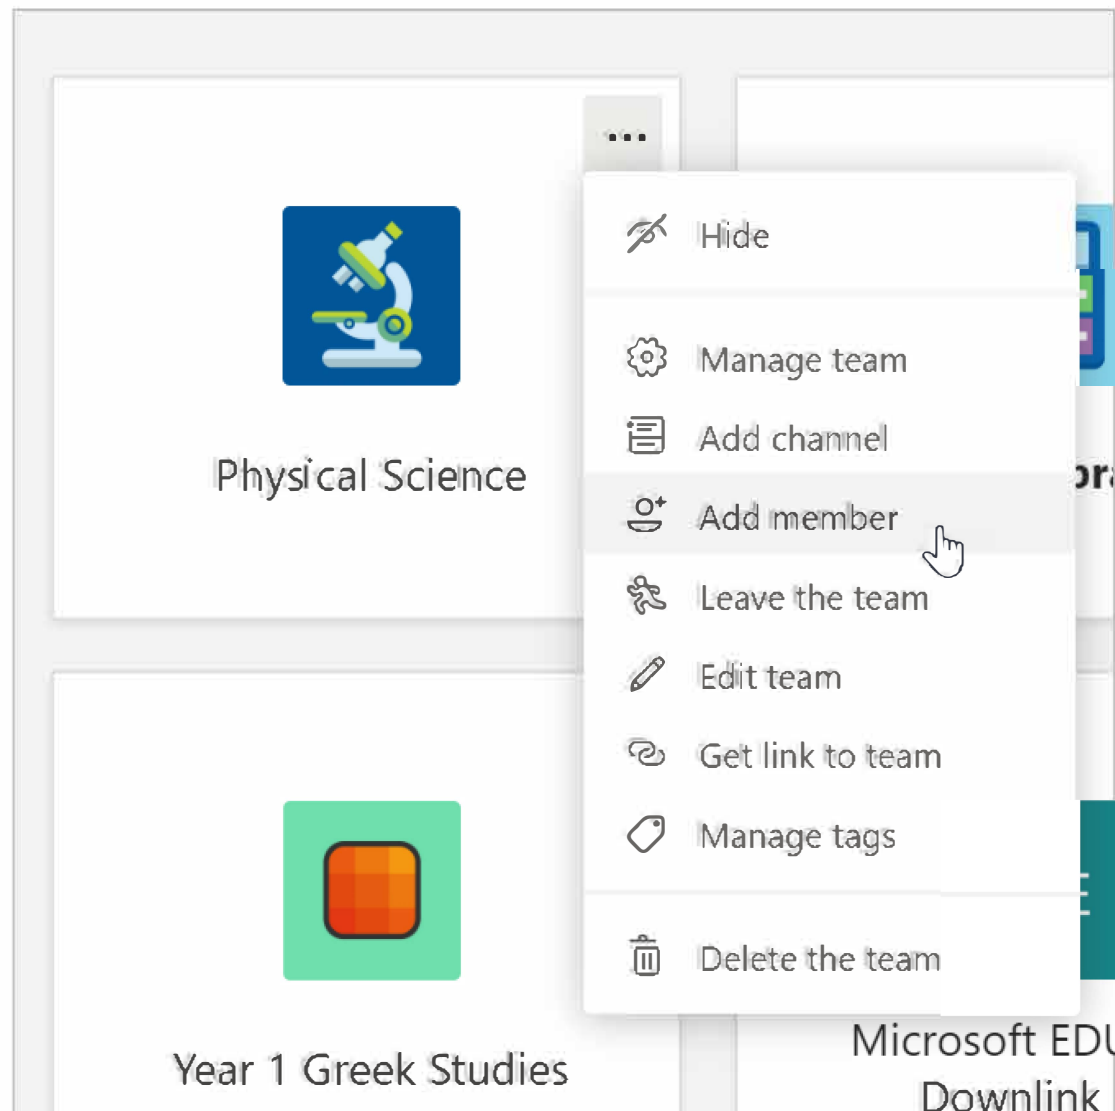 ...
Hide
Manage team
Add channel
Physical Science
Add member
Leave the team
Edit team
Get link to team
Manage tags
Delete the team
Year 1 Greek Studies
Microsoft EDU
Downlink